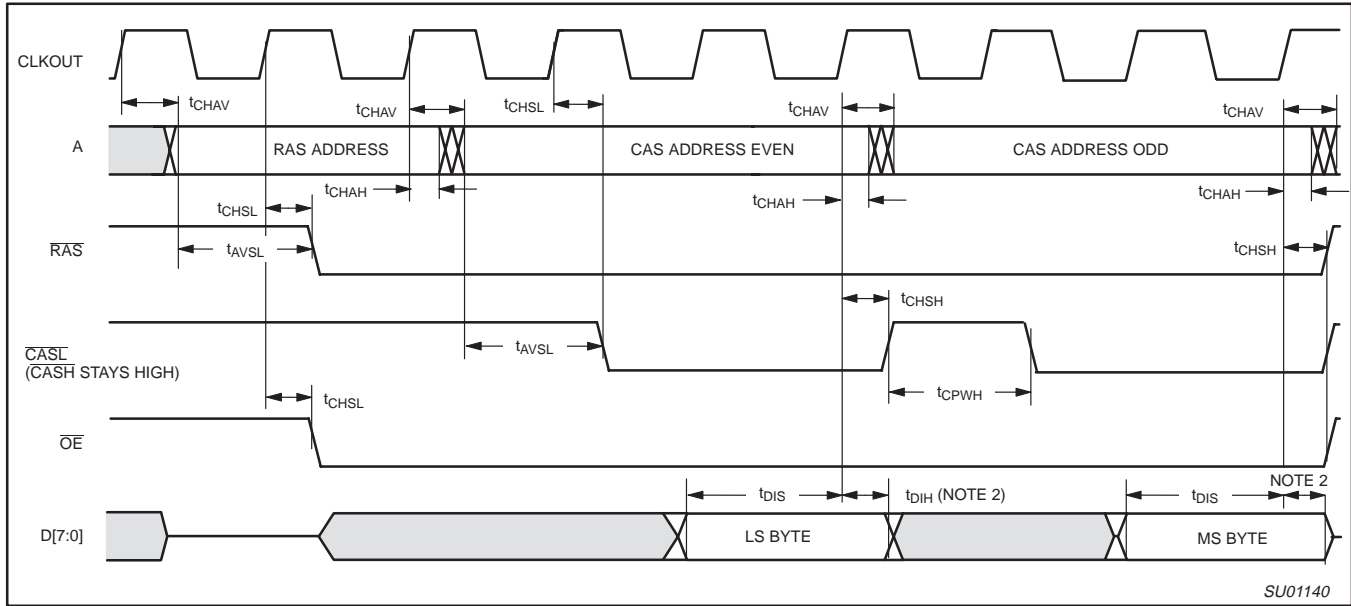 CLKOUT
tCHAV
tCHAV
tCHSL
tCHAV
tCHAV
A
RAS ADDRESS
CAS ADDRESS EVEN
CAS ADDRESS ODD
tCHAH
tCHAH
tCHAH
tCHSL
RAS
tAVSL
tCHSH
tCHSH
CASL
(CASH STAYS HIGH)
tAVSL
tCPWH
tCHSL
OE
tDIS
tDIH (NOTE 2)
tDIS
NOTE 2
D[7:0]
LS BYTE
MS BYTE
SU01140